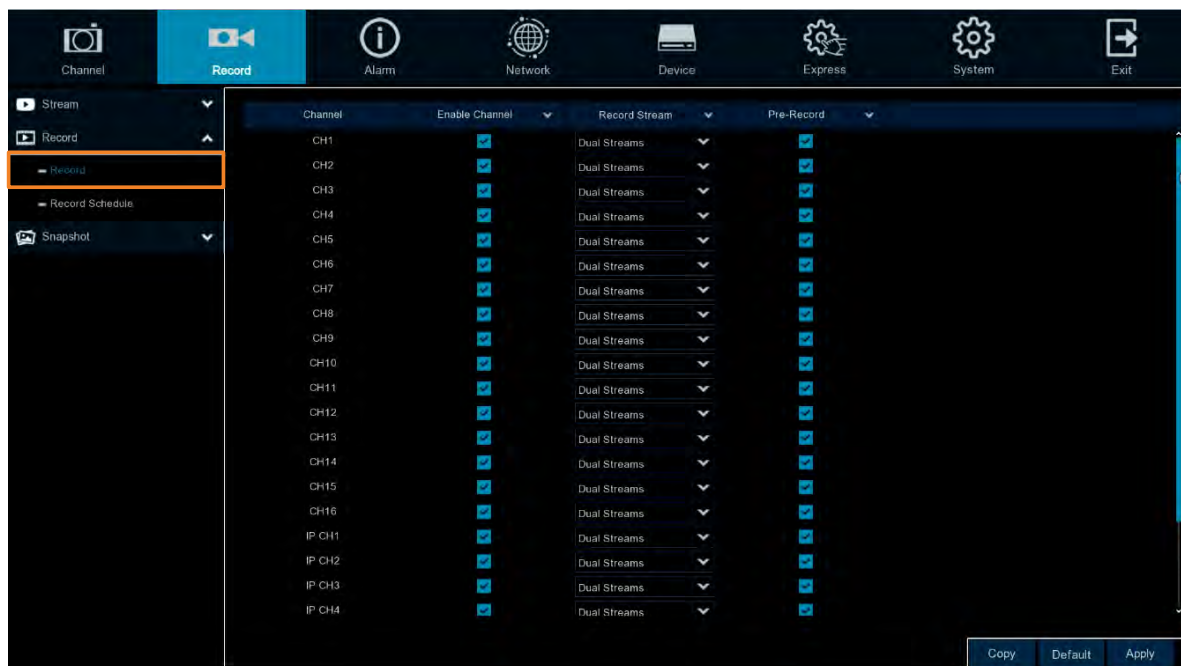 Channel Record Alarm Network Device Express System Exit
Stream
Record
Record
Record Schedule
Snapshot
Channel Enable Channel Record Stream Pre-Record
CH1 Dual Streams
CH2 Dual Streams
CH3 Dual Streams
CH4 Dual Streams
CH5 Dual Streams
CH6 Dual Streams
CH7 Dual Streams
CH8 Dual Streams
CH9 Dual Streams
CH10 Dual Streams
CH11 Dual Streams
CH12 Dual Streams
CH13 Dual Streams
CH14 Dual Streams
CH15 Dual Streams
CH16 Dual Streams
IP CH1 Dual Streams
IP CH2 Dual Streams
IP CH3 Dual Streams
IP CH4 Dual Streams
Copy Default Apply